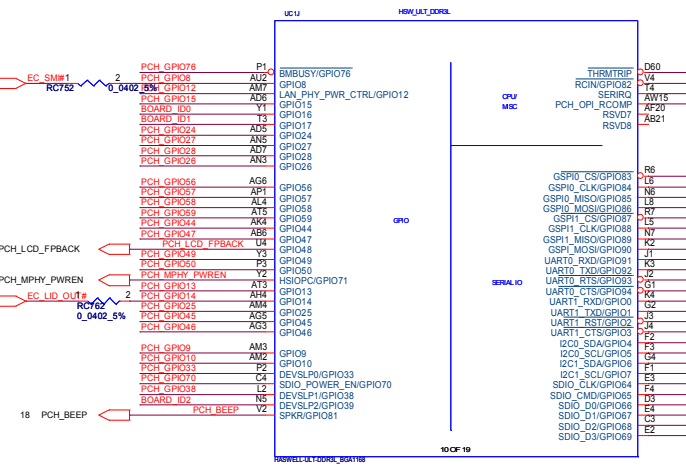 UC1J
HSW_ULT_DDR3L
PCH_GPIO76 P1 BMBUSY/GPIO76
EC_SMI# 1 2 PCH_GPIO8 AU2 GPIO8
RC752 0_0402_5% PCH_GPIO12 AM7 LAN_PHY_PWR_CTRL/GPIO12
PCH_GPIO15 AD6 GPIO15
BOARD_ID0 Y1 GPIO16
BOARD_ID1 T3 GPIO17
PCH_GPIO24 AD5 GPIO24
PCH_GPIO27 AN5 GPIO27
PCH_GPIO28 AD7 GPIO28
PCH_GPIO26 AN3 GPIO26
PCH_GPIO56 AG6 GPIO56
PCH_GPIO57 AP1 GPIO57
PCH_GPIO58 AL4 GPIO58
PCH_GPIO59 AT5 GPIO59
PCH_GPIO44 AK4 GPIO44
PCH_GPIO47 AB6 GPIO47
PCH_LCD_FPBACK PCH_LCD_FPBACK U4 GPIO48
PCH_GPIO49 Y3 GPIO49
PCH_GPIO50 P3 GPIO50
PCH_MPHY_PWREN PCH_MPHY_PWREN Y2 HSIOPC/GPIO71
PCH_GPIO13 AT3 GPIO13
EC_LID_OUT# 1 2 PCH_GPIO14 AH4 GPIO14
RC762 PCH_GPIO25 AM4 GPIO25
0_0402_5% PCH_GPIO45 AG5 GPIO45
PCH_GPIO46 AG3 GPIO46
PCH_GPIO9 AM3 GPIO9
PCH_GPIO10 AM2 GPIO10
PCH_GPIO33 P2 DEVSLP0/GPIO33
PCH_GPIO70 C4 SDIO_POWER_EN/GPIO70
PCH_GPIO38 L2 DEVSLP1/GPIO38
BOARD_ID2 N5 DEVSLP2/GPIO39
18 PCH_BEEP PCH_BEEP V2 SPKR/GPIO81
GPIO
CPU/
MSC
SERIAL IO
THRMTRIP D60
RCIN/GPIO82 V4
SERIRQ T4
PCH_OPI_RCOMP AW15
RSVD7 AF20
RSVD8 AB21
GSPI0_CS/GPIO83 R6
GSPI0_CLK/GPIO84 L6
GSPI0_MISO/GPIO85 N6
GSPI0_MOSI/GPIO86 L8
GSPI1_CS/GPIO87 R7
GSPI1_CLK/GPIO88 L5
GSPI1_MISO/GPIO89 N7
GSPI_MOSI/GPIO90 K2
UART0_RXD/GPIO91 J1
UART0_TXD/GPIO92 K3
UART0_RTS/GPIO93 J2
UART0_CTS/GPIO94 G1
UART1_RXD/GPIO0 K4
UART1_TXD/GPIO1 G2
UART1_RST/GPIO2 J3
UART1_CTS/GPIO3 J4
I2C0_SDA/GPIO4 F2
I2C0_SCL/GPIO5 F3
I2C1_SDA/GPIO6 G4
I2C1_SCL/GPIO7 F1
SDIO_CLK/GPIO64 E3
SDIO_CMD/GPIO65 F4
SDIO_D0/GPIO66 D3
SDIO_D1/GPIO67 E4
SDIO_D2/GPIO68 C3
SDIO_D3/GPIO69 E2
10 OF 19
HASWELL-ULT-DDR3L_BGA1168